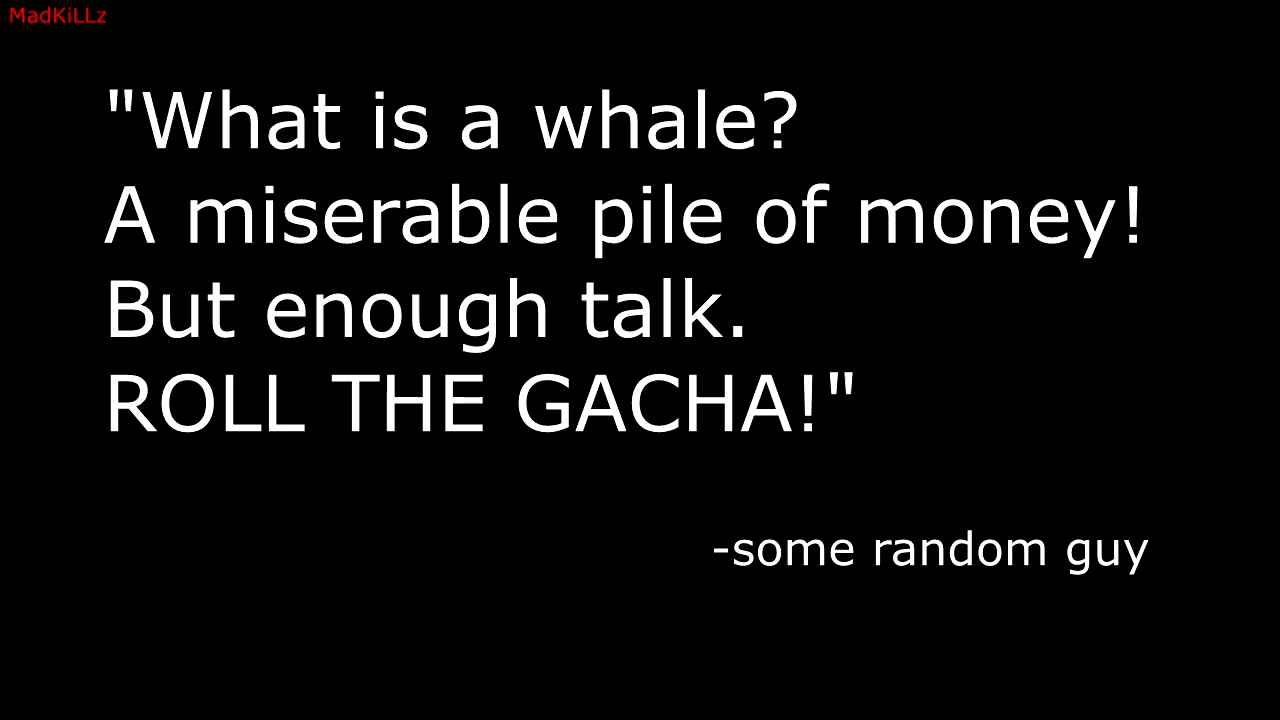 MadKiLLz
"What is a whale?
A miserable pile of money!
But enough talk.
ROLL THE GACHA!"
-some random guy